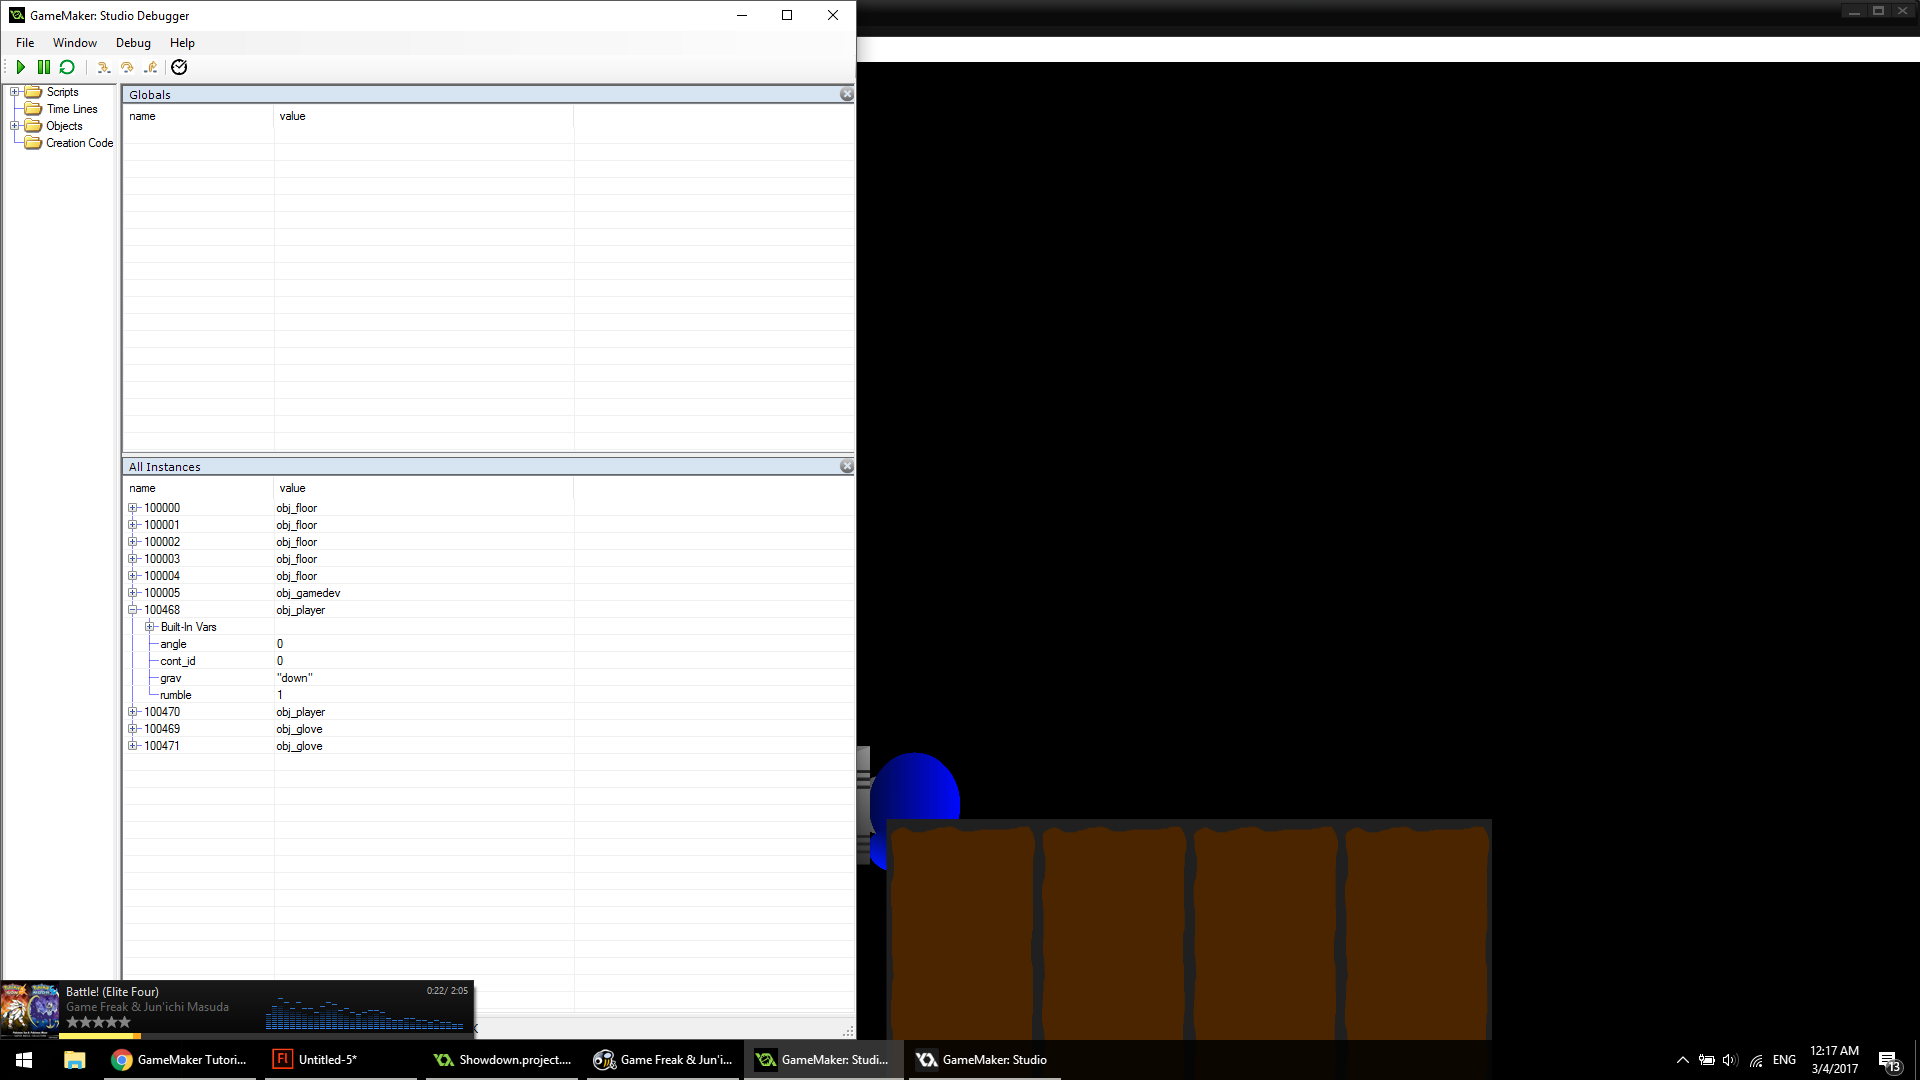 GameMaker: Studio Debugger
File Window Debug Help
Scripts
Time Lines
Objects
Creation Code
Globals
name value
All Instances
name value
100000 obj_floor
100001 obj_floor
100002 obj_floor
100003 obj_floor
100004 obj_floor
100005 obj_gamedev
100468 obj_player
Built-In Vars
angle 0
cont_id 0
grav "down"
rumble 1
100470 obj_player
100469 obj_glove
100471 obj_glove
Battle! (Elite Four) 0:22/ 2:05
Game Freak & Jun'ichi Masuda
GameMaker Tutori...
Fl Untitled-5*
Showdown.project....
Game Freak & Jun'i...
GameMaker: Studi...
GameMaker: Studio
ENG
12:17 AM
3/4/2017
13